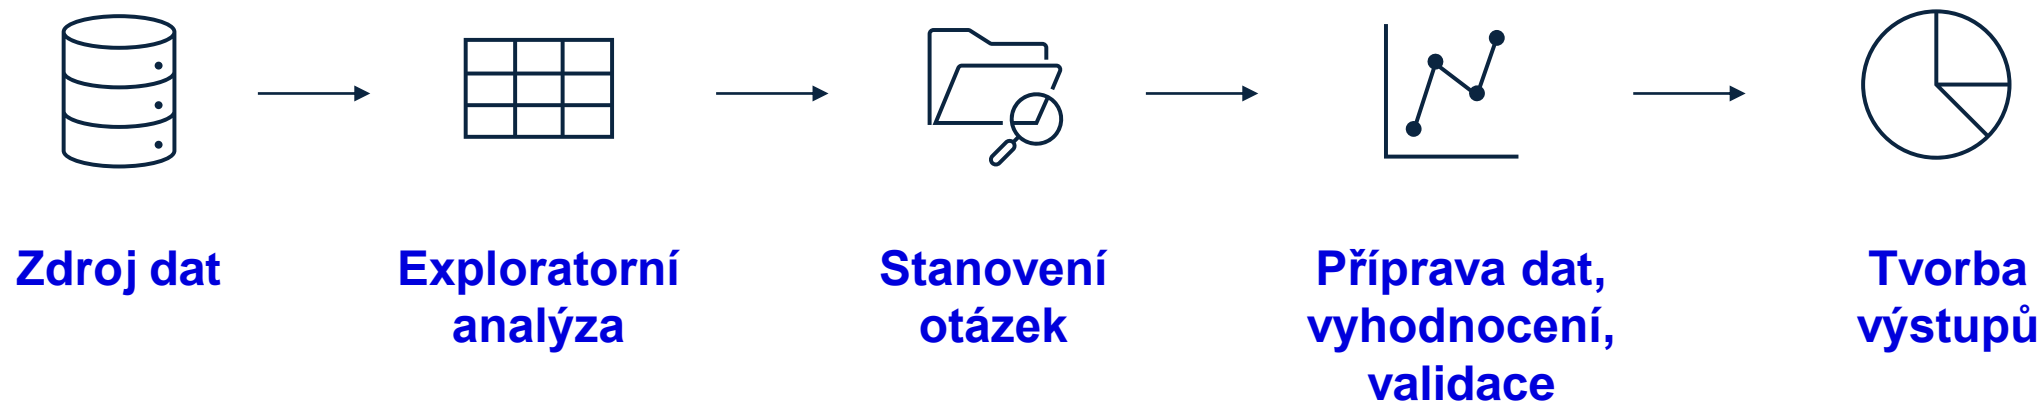 Zdroj dat
Exploratorní
analýza
Stanovení
otázek
Příprava dat,
vyhodnocení,
validace
Tvorba
výstupů